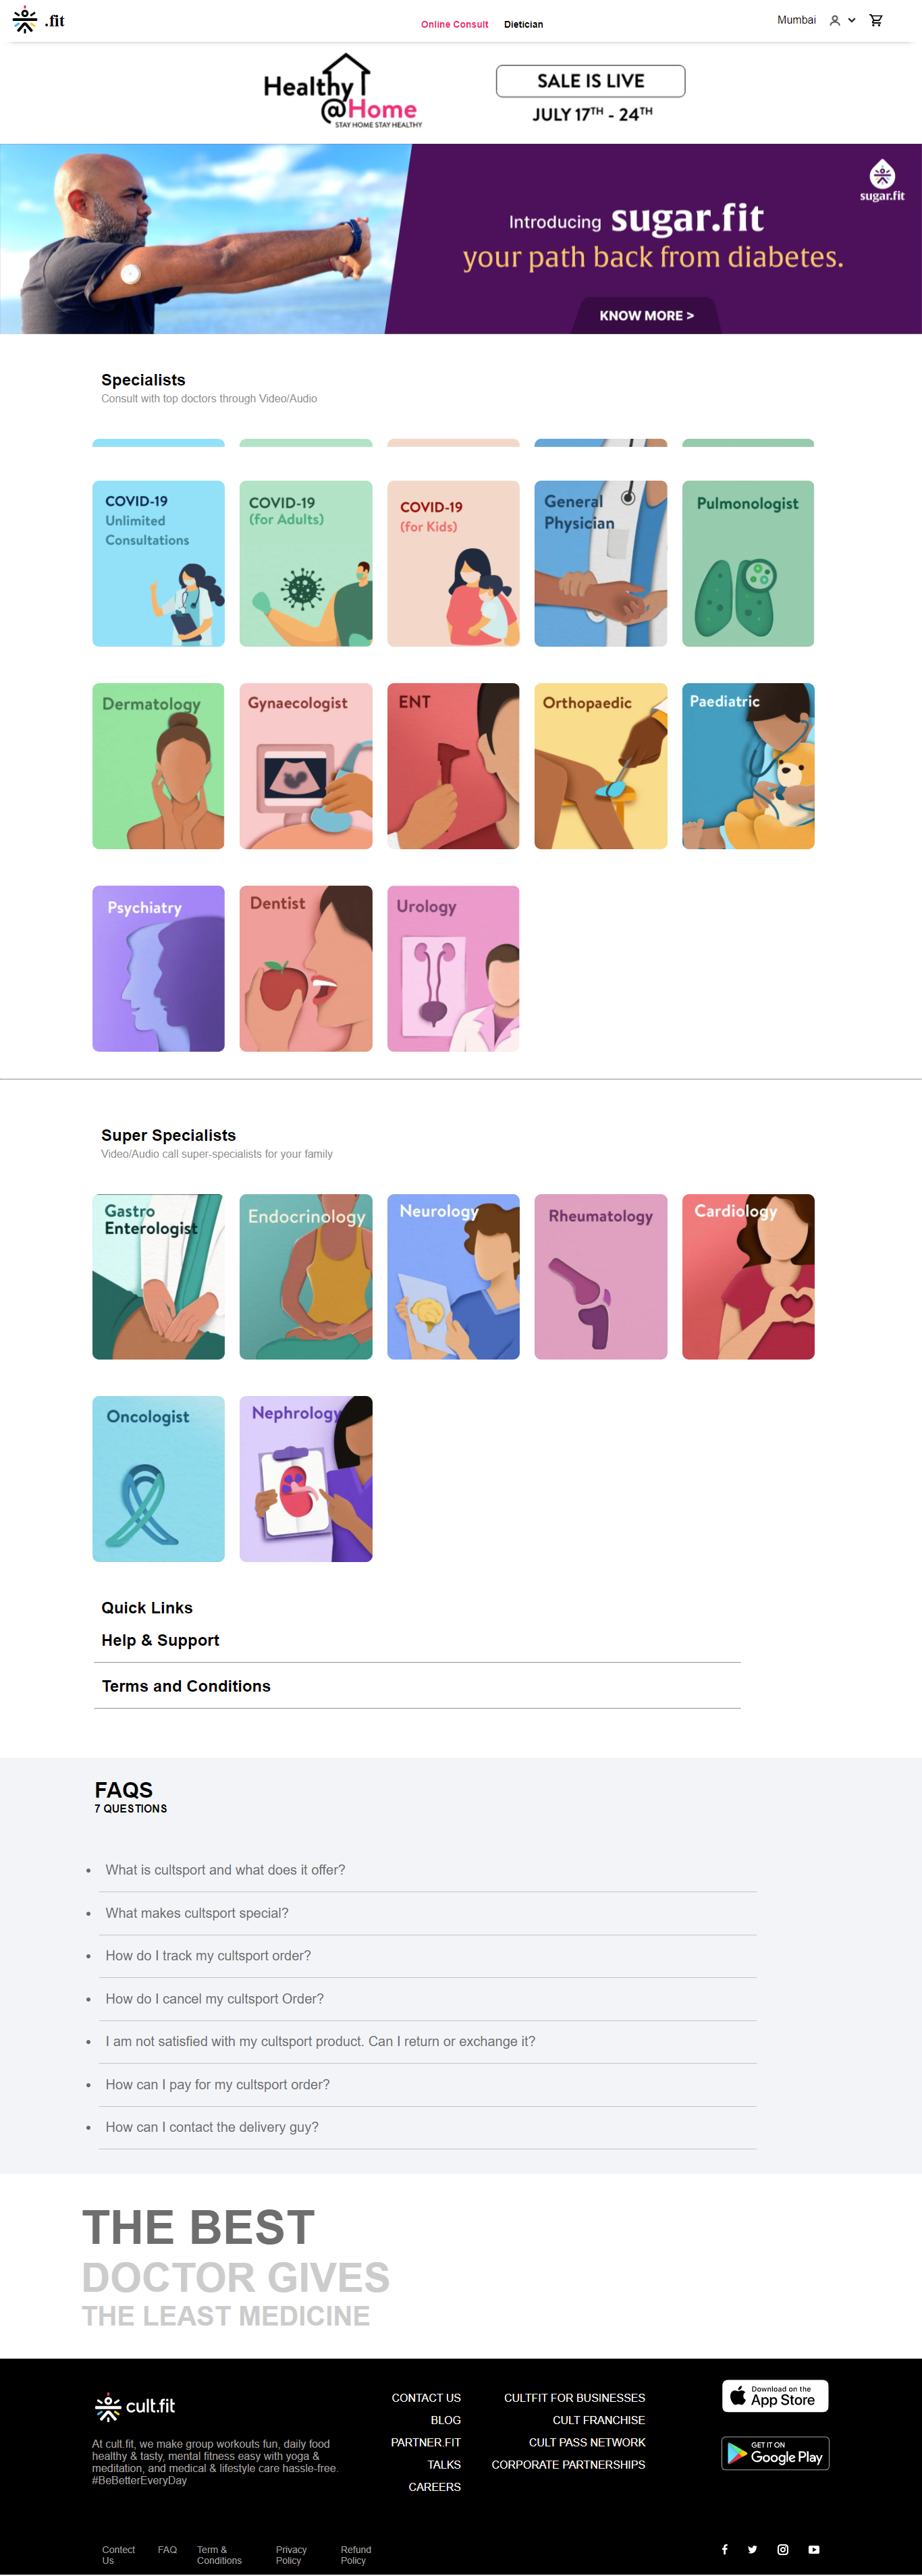 .fit
Online Consult Dietician
Mumbai
Healthy
@Home
STAY HOME STAY HEALTHY
SALE IS LIVE
JULY 17TH - 24TH
sugar.fit
Introducing sugar.fit
your path back from diabetes.
KNOW MORE >
Specialists
Consult with top doctors through Video/Audio
COVID-19
Unlimited
Consultations
COVID-19
(for Adults)
COVID-19
(for Kids)
General
Physician
Pulmonologist
Dermatology
Gynaecologist
ENT
Orthopaedic
Paediatric
Psychiatry
Dentist
Urology
Super Specialists
Video/Audio call super-specialists for your family
Gastro
Enterologist
Endocrinology
Neurology
Rheumatology
Cardiology
Oncologist
Nephrology
Quick Links
Help & Support
Terms and Conditions
FAQS
7 QUESTIONS
• What is cultsport and what does it offer?
• What makes cultsport special?
• How do I track my cultsport order?
• How do I cancel my cultsport Order?
• I am not satisfied with my cultsport product. Can I return or exchange it?
• How can I pay for my cultsport order?
• How can I contact the delivery guy?
THE BEST
DOCTOR GIVES
THE LEAST MEDICINE
cult.fit
At cult.fit, we make group workouts fun, daily food
healthy & tasty, mental fitness easy with yoga &
meditation, and medical & lifestyle care hassle-free.
#BeBetterEveryDay
CONTACT US
BLOG
PARTNER.FIT
TALKS
CAREERS
CULTFIT FOR BUSINESSES
CULT FRANCHISE
CULT PASS NETWORK
CORPORATE PARTNERSHIPS
Download on the
App Store
GET IT ON
Google Play
Contect
Us
FAQ
Term &
Conditions
Privacy
Policy
Refund
Policy